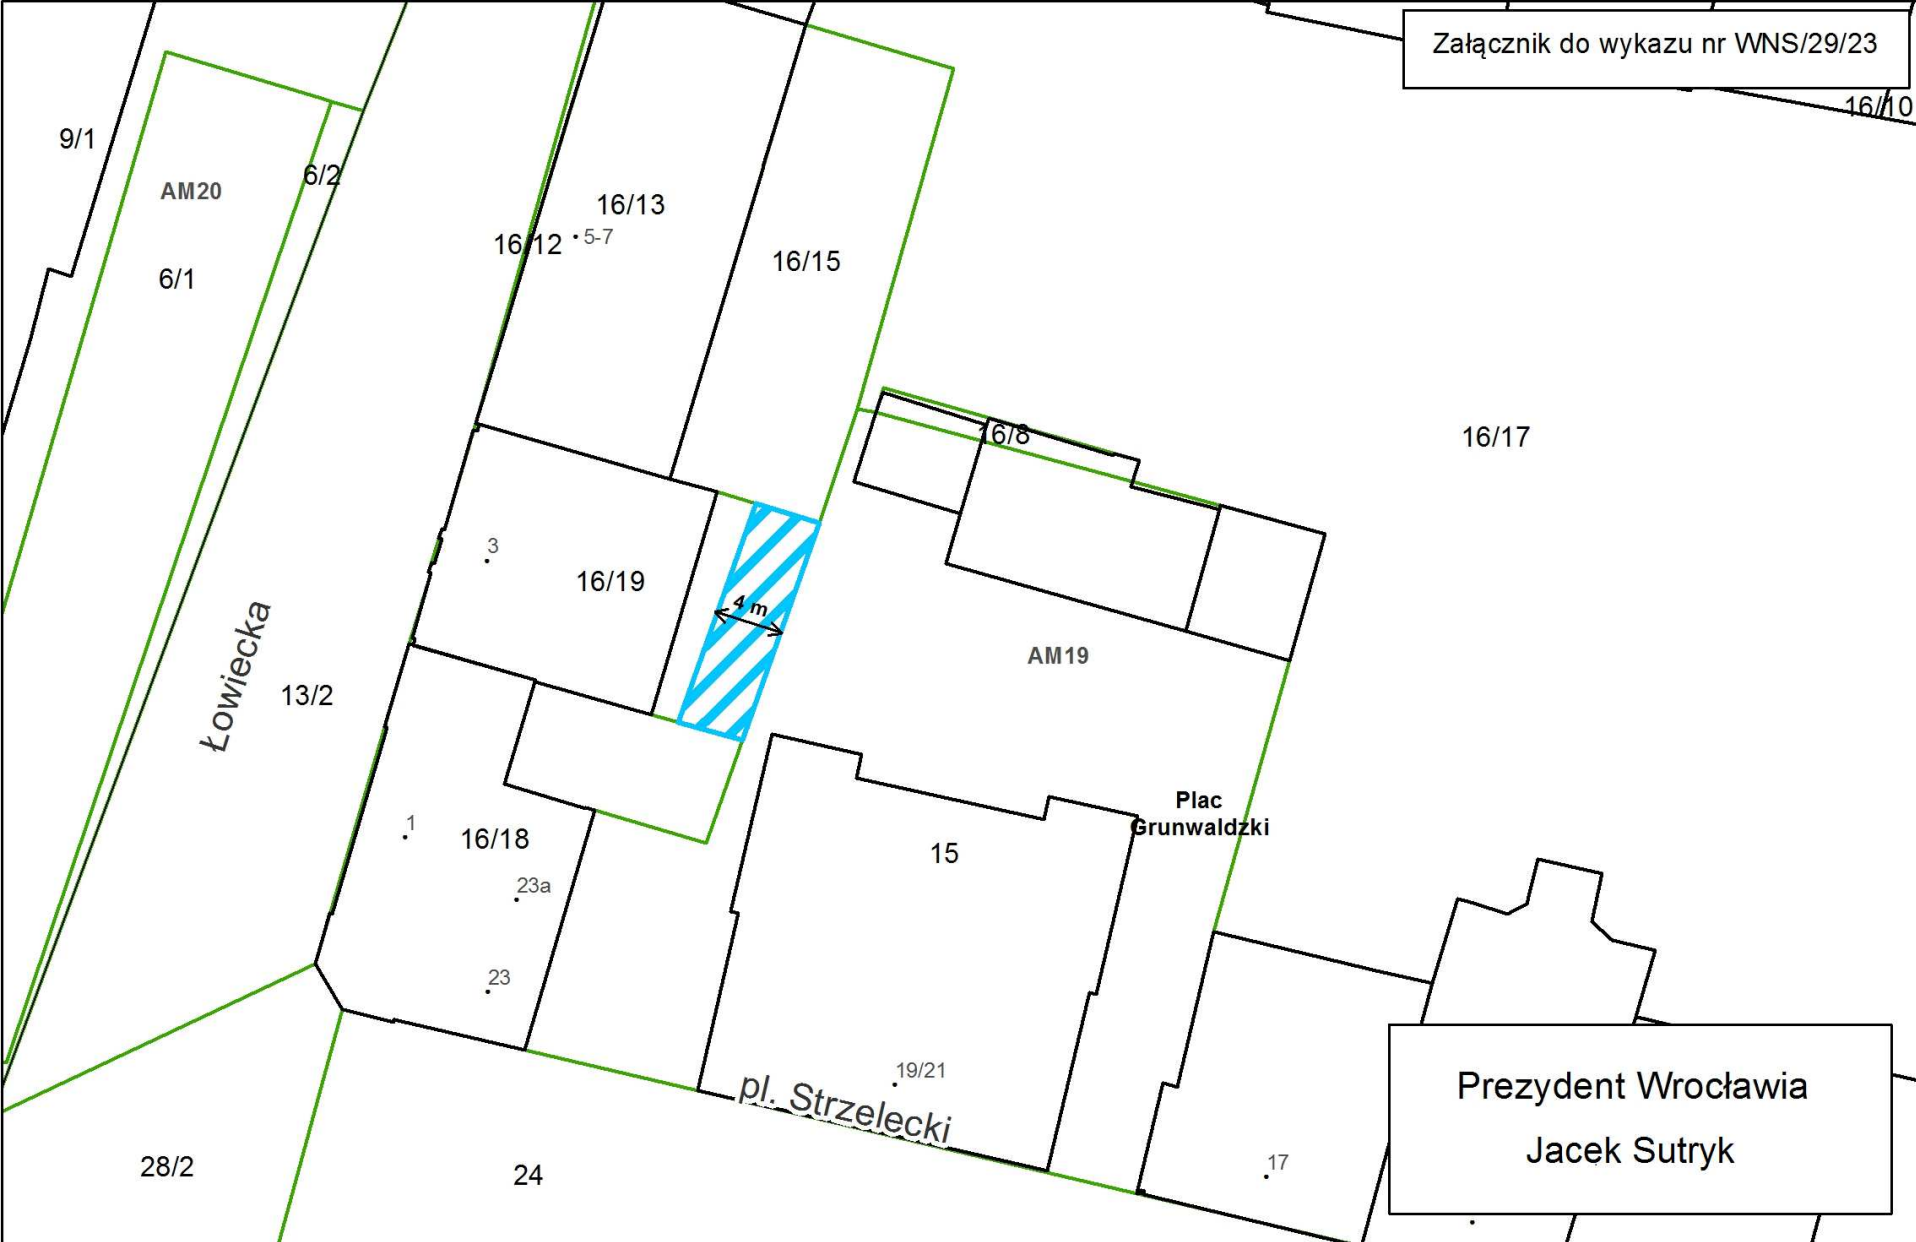 Załącznik do wykazu nr WNS/29/23
16/10
9/1
6/2
AM20
16/13
5-7
16/12
16/15
6/1
16/8
16/17
3
16/19
4 m
AM19
Łowiecka
13/2
Plac
Grunwaldzki
1
16/18
15
23a
23
19/21
pl. Strzelecki
Prezydent Wrocławia
Jacek Sutryk
28/2
24
17